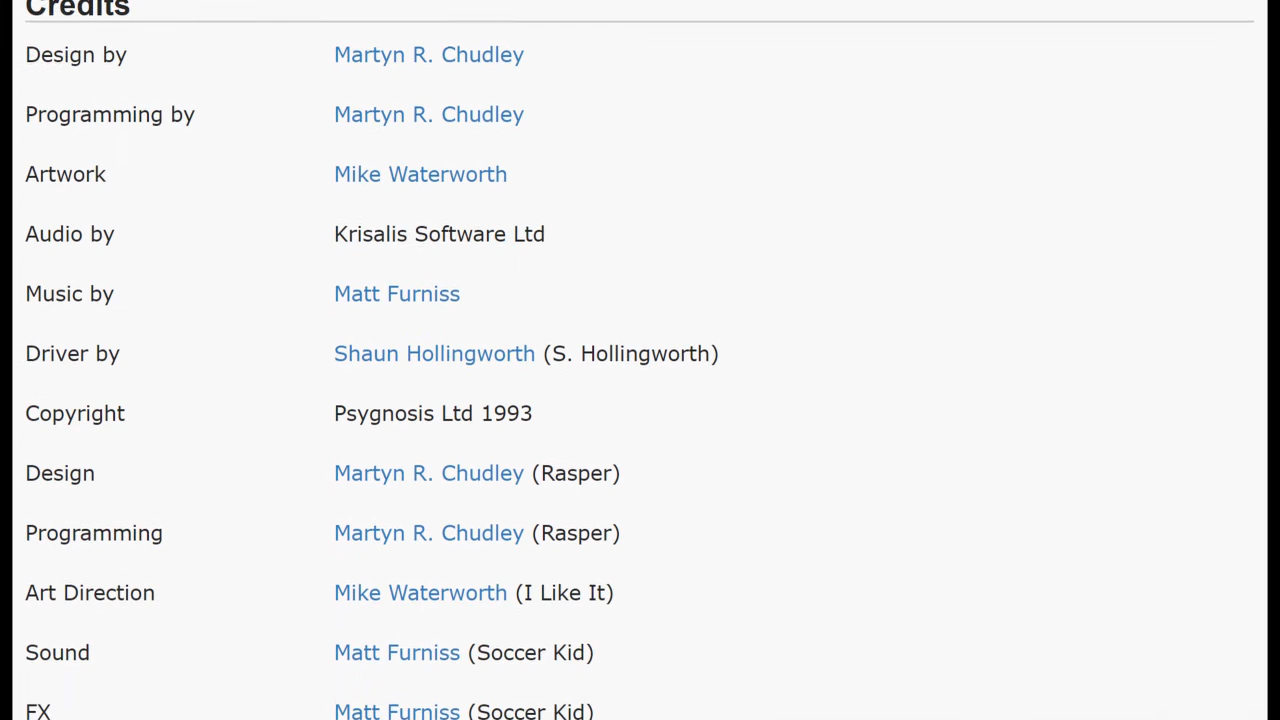 Credits
Design by Martyn R. Chudley
Programming by Martyn R. Chudley
Artwork Mike Waterworth
Audio by Krisalis Software Ltd
Music by Matt Furniss
Driver by Shaun Hollingworth (S. Hollingworth)
Copyright Psygnosis Ltd 1993
Design Martyn R. Chudley (Rasper)
Programming Martyn R. Chudley (Rasper)
Art Direction Mike Waterworth (I Like It)
Sound Matt Furniss (Soccer Kid)
FX Matt Furniss (Soccer Kid)